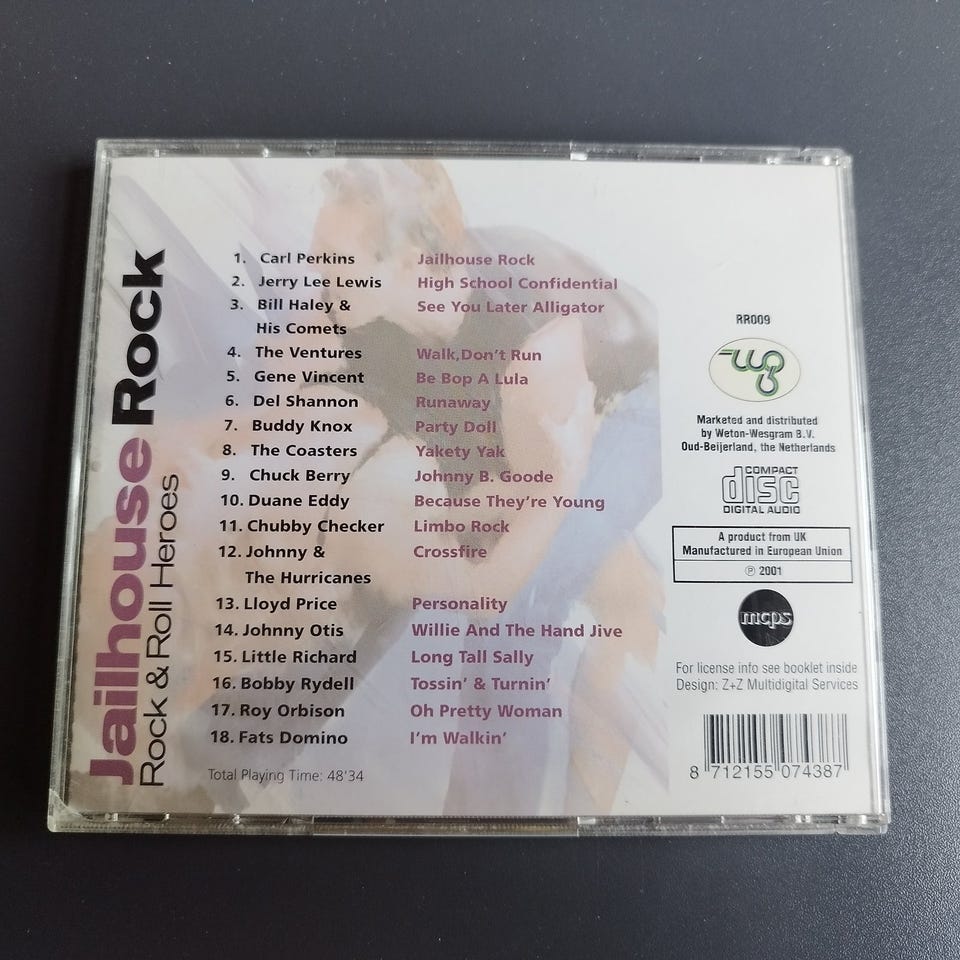 Jailhouse Rock
Rock & Roll Heroes
1. Carl Perkins Jailhouse Rock
2. Jerry Lee Lewis High School Confidential
3. Bill Haley & See You Later Alligator
His Comets
4. The Ventures Walk,Don't Run
5. Gene Vincent Be Bop A Lula
6. Del Shannon Runaway
7. Buddy Knox Party Doll
8. The Coasters Yakety Yak
9. Chuck Berry Johnny B. Goode
10. Duane Eddy Because They're Young
11. Chubby Checker Limbo Rock
12. Johnny & Crossfire
The Hurricanes
13. Lloyd Price Personality
14. Johnny Otis Willie And The Hand Jive
15. Little Richard Long Tall Sally
16. Bobby Rydell Tossin' & Turnin'
17. Roy Orbison Oh Pretty Woman
18. Fats Domino I'm Walkin'
Total Playing Time: 48'34
RR009
Marketed and distributed
by Weton-Wesgram B.V.
Oud-Beijerland, the Netherlands
COMPACT
disc
DIGITAL AUDIO
A product from UK
Manufactured in European Union
℗ 2001
mcps
For license info see booklet inside
Design: Z+Z Multidigital Services
8 712155 074387